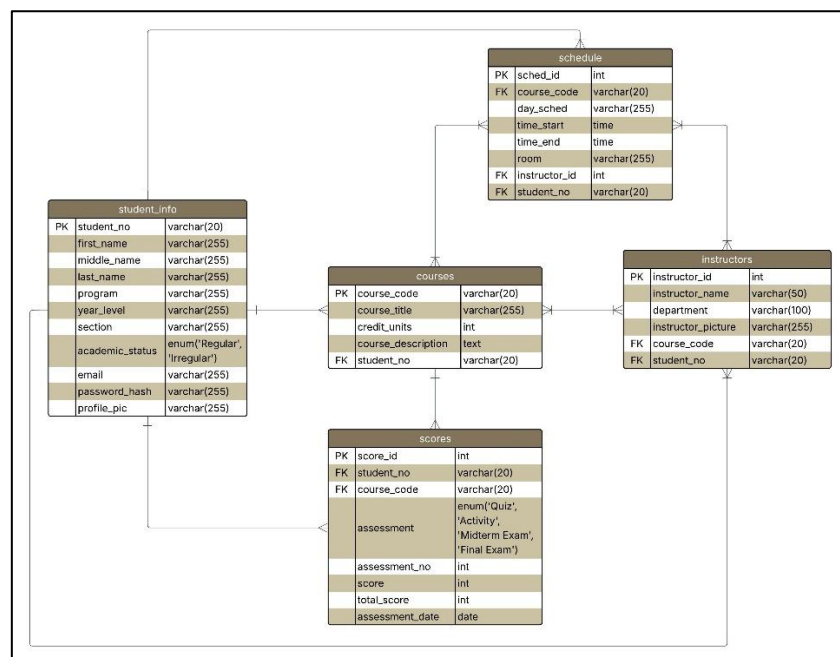 schedule
PK sched_id int
FK course_code varchar(20)
day_sched varchar(255)
time_start time
time_end time
room varchar(255)
FK instructor_id int
FK student_no varchar(20)
student_info
PK student_no varchar(20)
first_name varchar(255)
middle_name varchar(255)
last_name varchar(255)
program varchar(255)
year_level varchar(255)
section varchar(255)
academic_status enum('Regular',
'Irregular')
email varchar(255)
password_hash varchar(255)
profile_pic varchar(255)
courses
PK course_code varchar(20)
course_title varchar(255)
credit_units int
course_description text
FK student_no varchar(20)
instructors
PK instructor_id int
instructor_name varchar(50)
department varchar(100)
instructor_picture varchar(255)
FK course_code varchar(20)
FK student_no varchar(20)
scores
PK score_id int
FK student_no varchar(20)
FK course_code varchar(20)
assessment enum('Quiz',
'Activity',
'Midterm Exam',
'Final Exam')
assessment_no int
score int
total_score int
assessment_date date